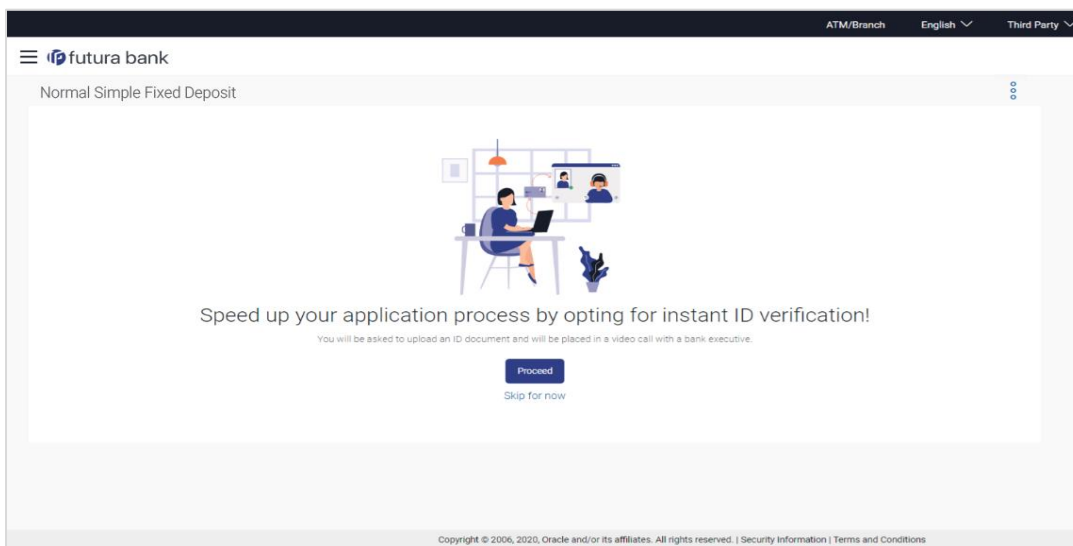 ATM/Branch English Third Party
futura bank
Normal Simple Fixed Deposit
Speed up your application process by opting for instant ID verification!
You will be asked to upload an ID document and will be placed in a video call with a bank executive.
Proceed
Skip for now
Copyright © 2006, 2020, Oracle and/or its affiliates. All rights reserved. | Security Information | Terms and Conditions